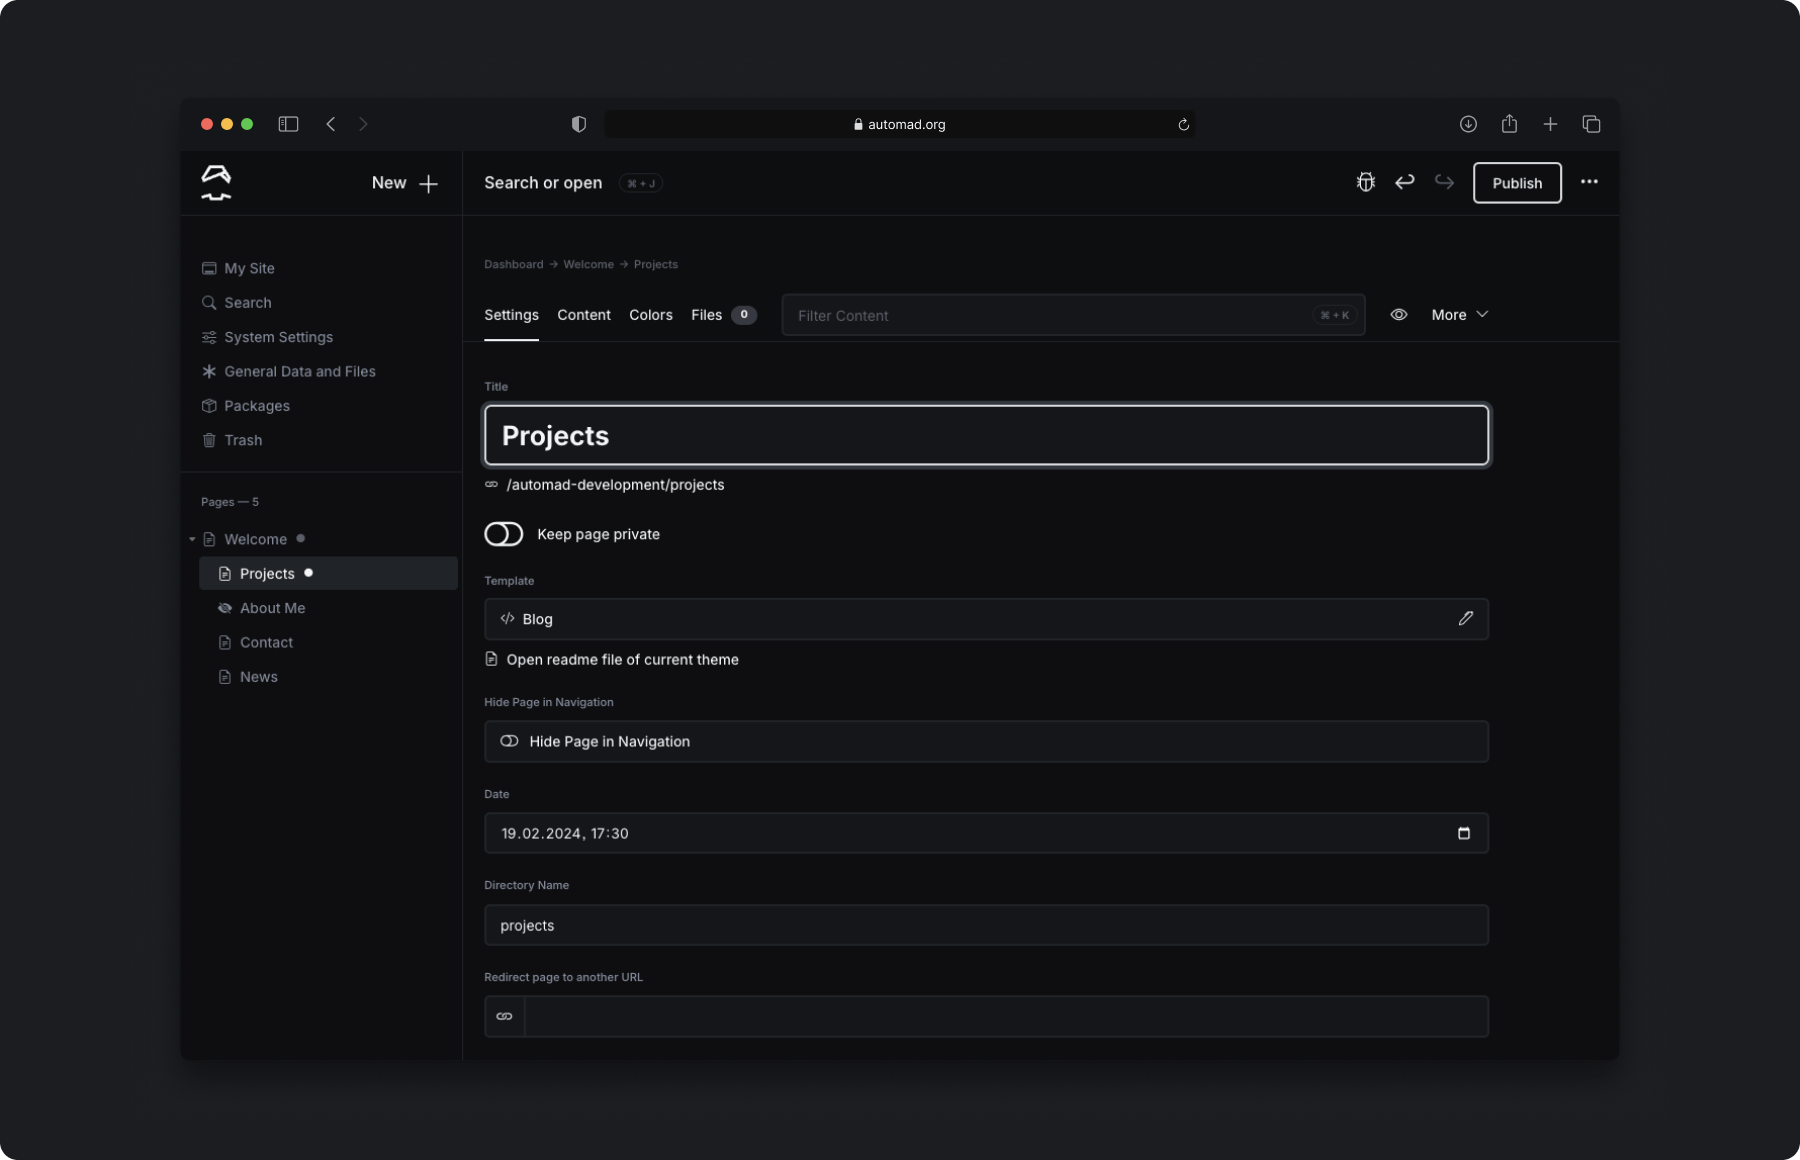 automad.org
New
Search or open ⌘ + J
Publish
My Site
Search
System Settings
General Data and Files
Packages
Trash
Pages — 5
Welcome
Projects
About Me
Contact
News
Dashboard → Welcome → Projects
Settings Content Colors Files 0
Filter Content ⌘ + K
More
Title
Projects
/automad-development/projects
Keep page private
Template
</> Blog
Open readme file of current theme
Hide Page in Navigation
Hide Page in Navigation
Date
19.02.2024, 17:30
Directory Name
projects
Redirect page to another URL